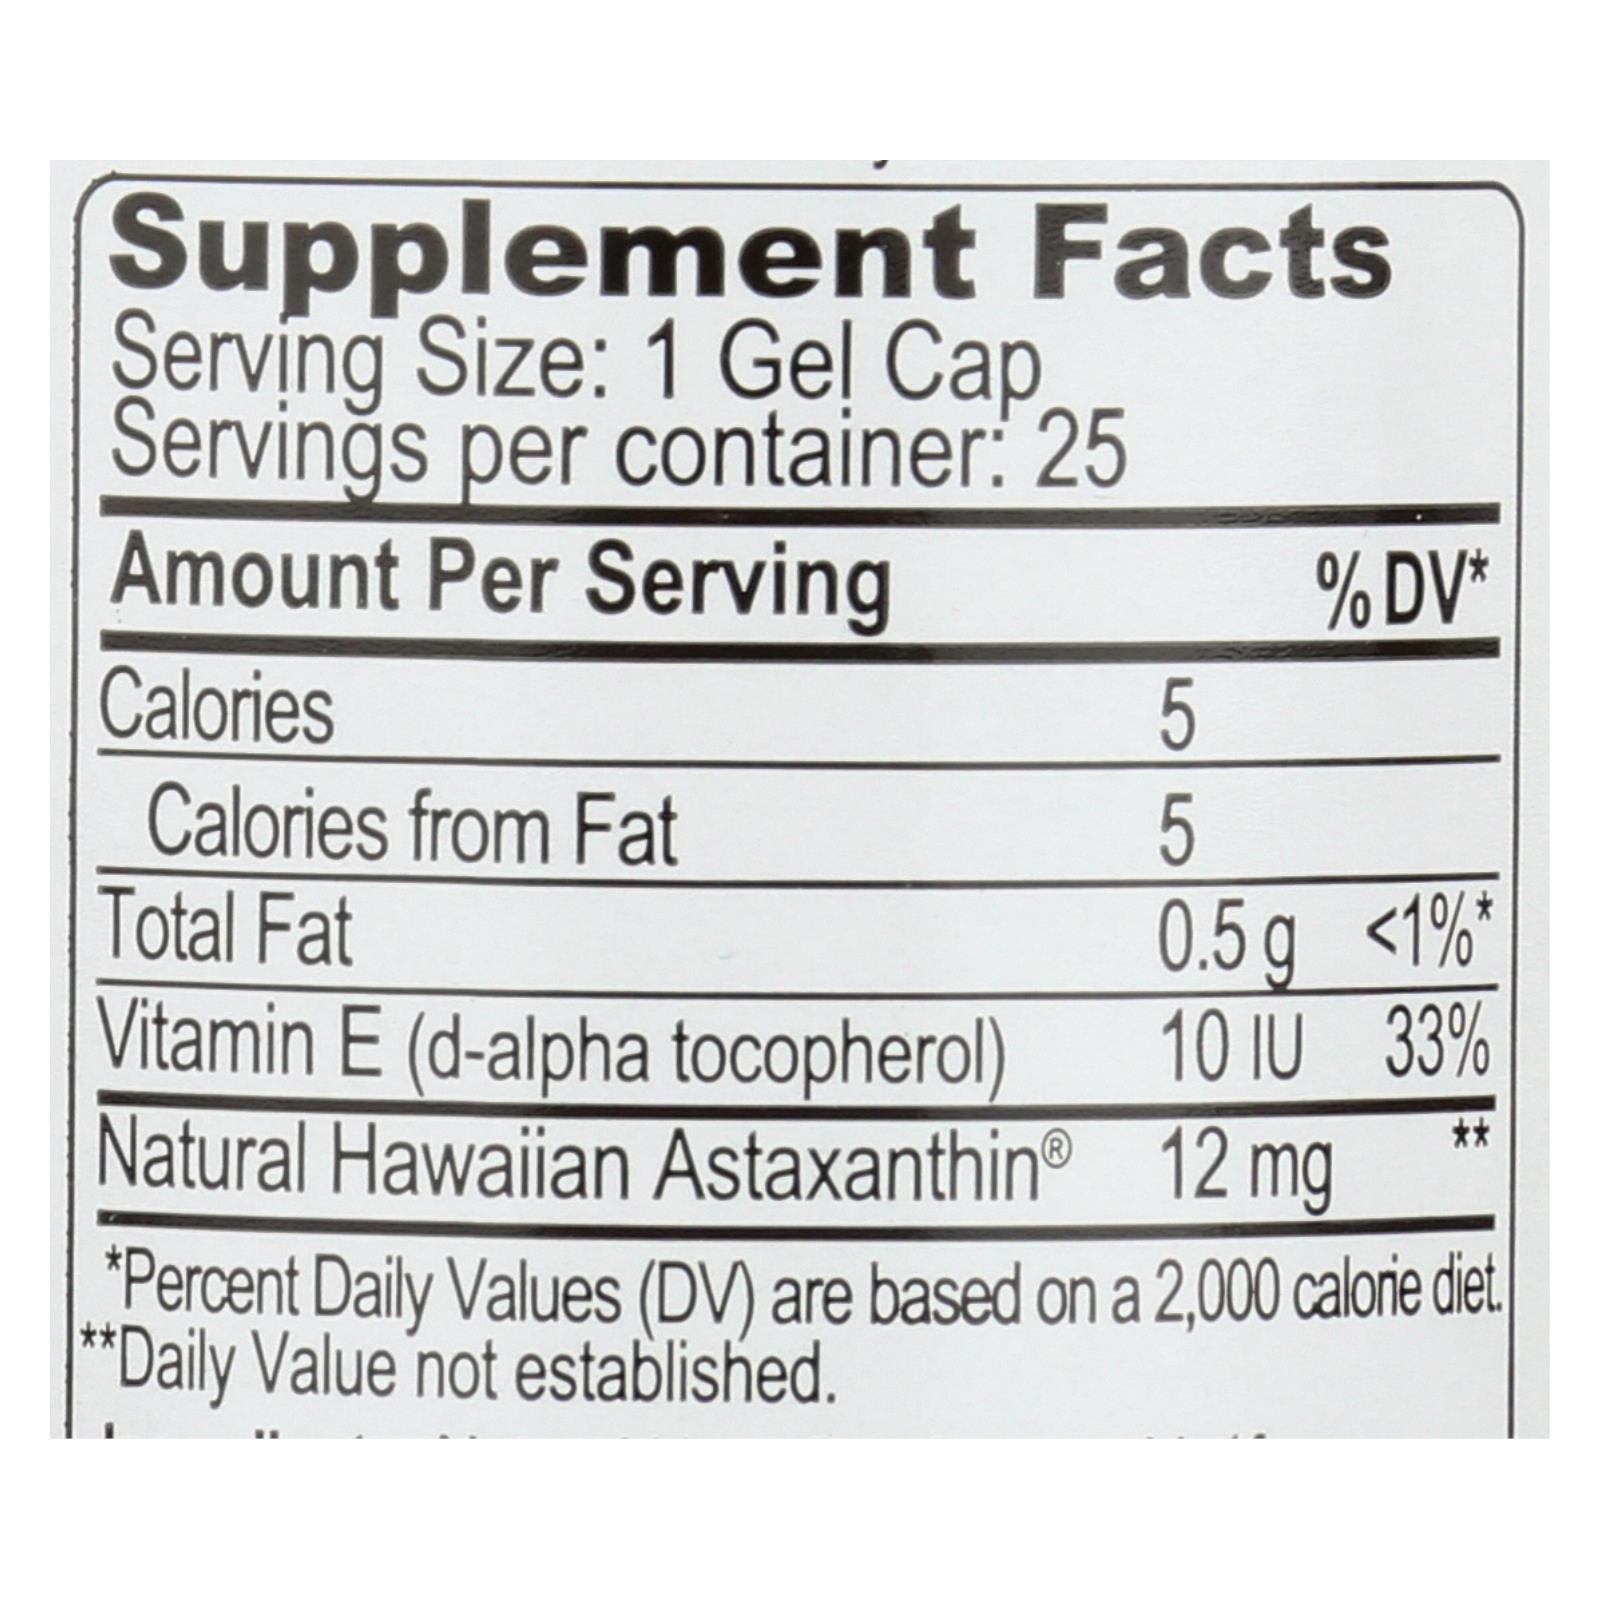 Supplement Facts
Serving Size: 1 Gel Cap
Servings per container: 25
Amount Per Serving %DV*
Calories 5
Calories from Fat 5
Total Fat 0.5 g <1%*
Vitamin E (d-alpha tocopherol) 10 IU 33%
Natural Hawaiian Astaxanthin® 12 mg **
*Percent Daily Values (DV) are based on a 2,000 calorie diet.
**Daily Value not established.